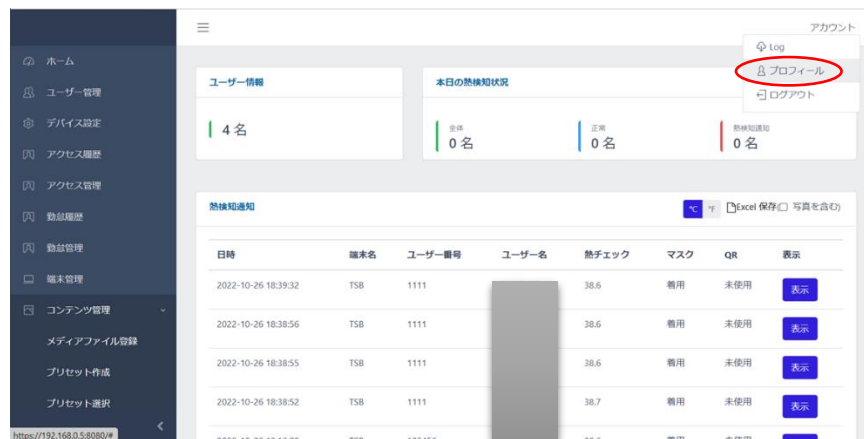 アカウント
Log
プロフィール
ログアウト
ホーム
ユーザー管理
デバイス設定
アクセス履歴
アクセス管理
勤怠履歴
勤怠管理
端末管理
コンテンツ管理
メディアファイル登録
プリセット作成
プリセット選択
https://192.168.0.5:8080/#
ユーザー情報
4 名
本日の熱検知状況
全体
0 名
正常
0 名
熱検知通知
0 名
熱検知通知
℃ ℉ Excel 保存(□ 写真を含む)
日時 端末名 ユーザー番号 ユーザー名 熱チェック マスク QR 表示
2022-10-26 18:39:32 TSB 1111 38.6 着用 未使用 表示
2022-10-26 18:38:56 TSB 1111 38.6 着用 未使用 表示
2022-10-26 18:38:55 TSB 1111 38.6 着用 未使用 表示
2022-10-26 18:38:52 TSB 1111 38.7 着用 未使用 表示